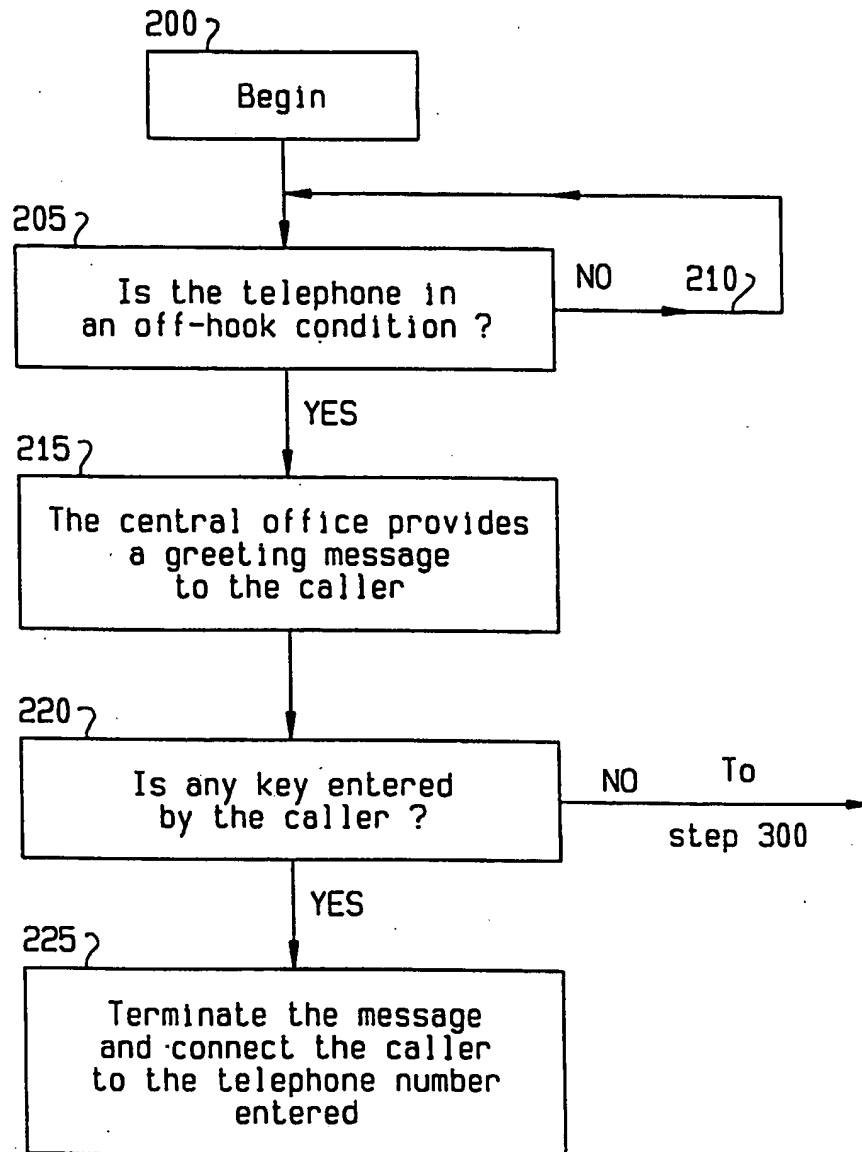 200
Begin
205
Is the telephone in
an off-hook condition ?
NO
210
YES
215
The central office provides
a greeting message
to the caller
220
Is any key entered
by the caller ?
NO
To
step 300
YES
225
Terminate the message
and connect the caller
to the telephone number
entered